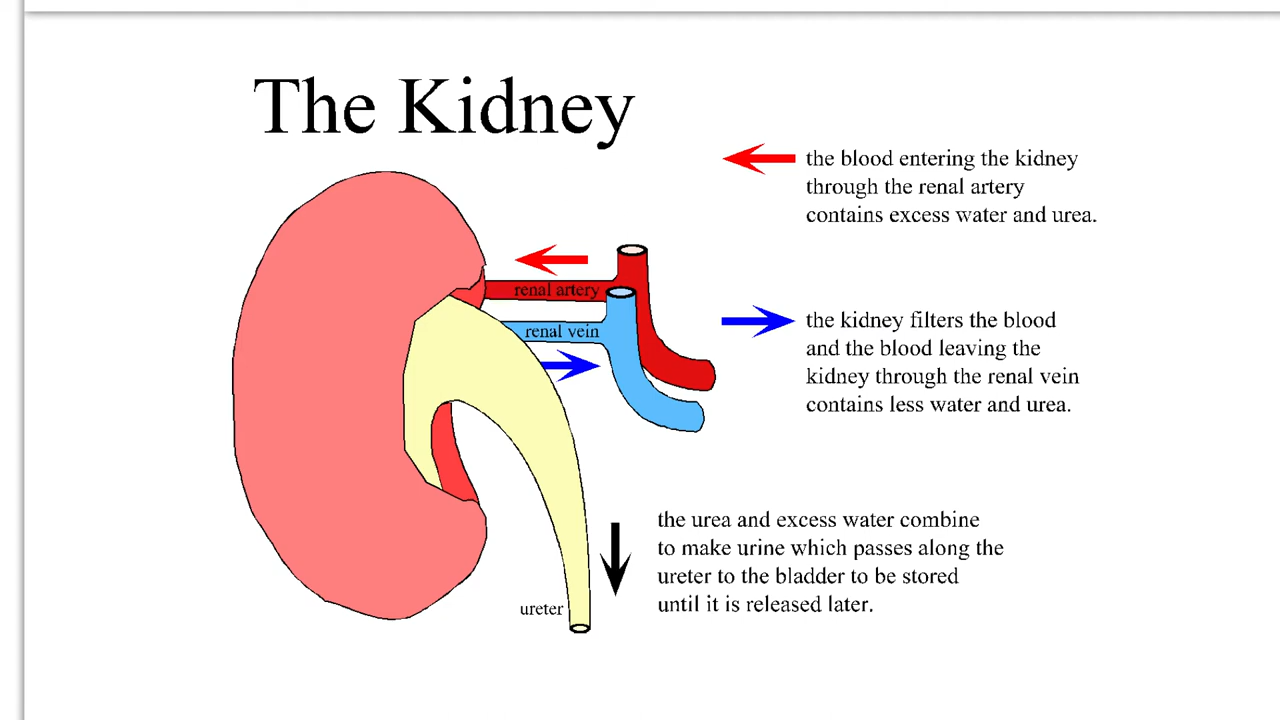 The Kidney
the blood entering the kidney
through the renal artery
contains excess water and urea.
renal artery
renal vein
the kidney filters the blood
and the blood leaving the
kidney through the renal vein
contains less water and urea.
the urea and excess water combine
to make urine which passes along the
ureter to the bladder to be stored
until it is released later.
ureter